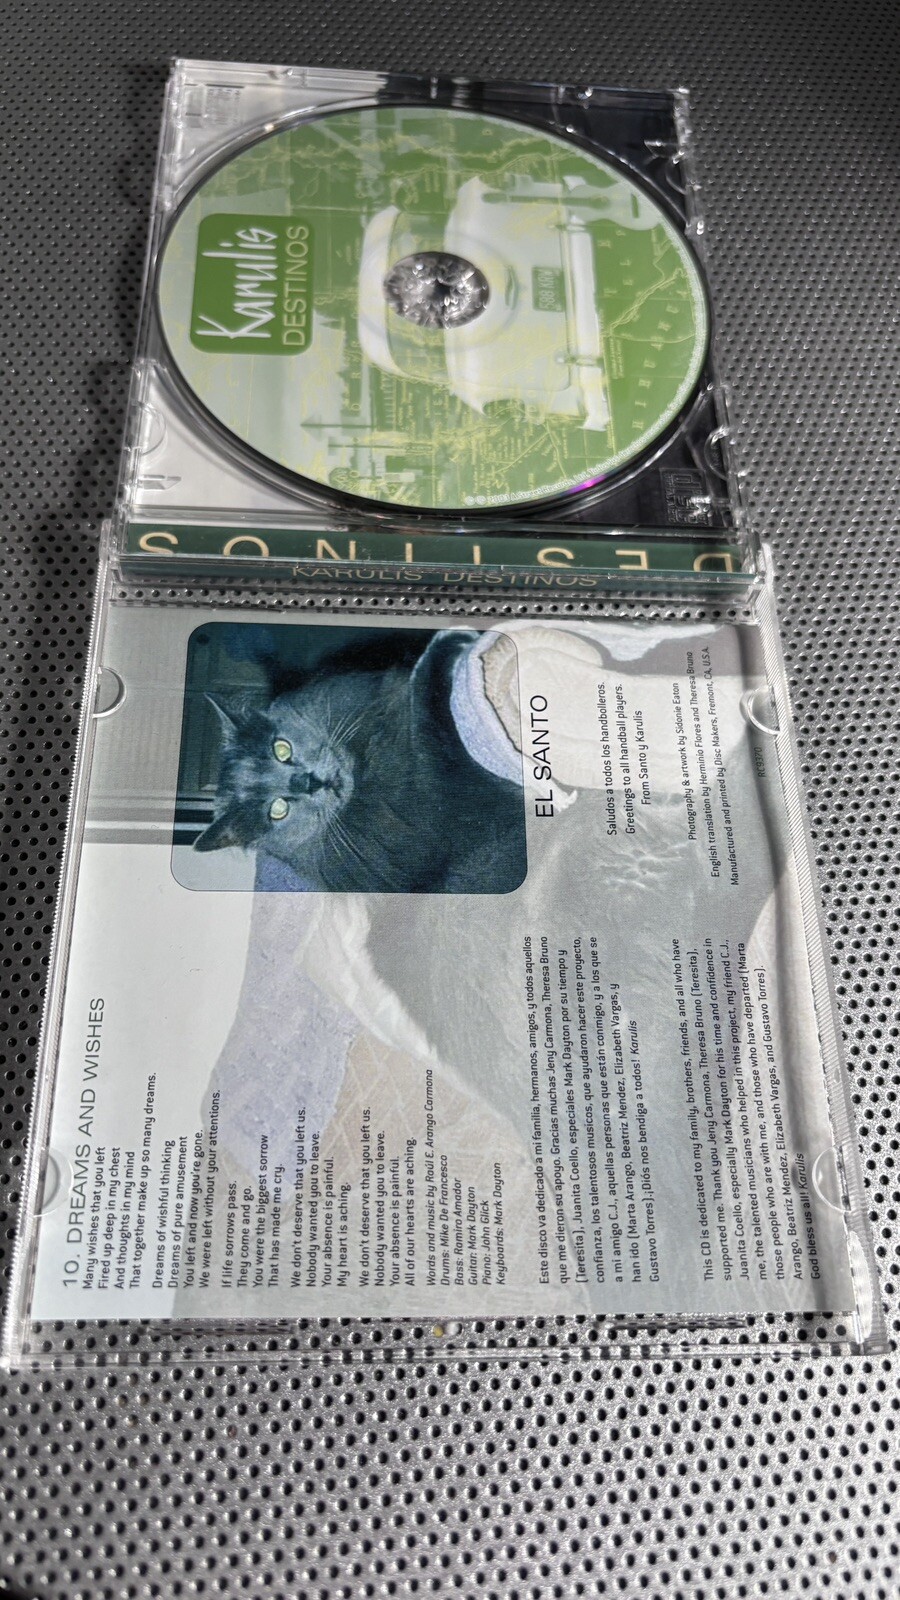 Karulis
DESTINOS
588 KRV
DESTINOS
KARULIS DESTINOS
10. DREAMS AND WISHES
Many wishes that you left
Fired up deep in my chest
And thoughts in my mind
That together make up so many dreams.
Dreams of wishful thinking
Dreams of pure amusement
You left and now you're gone.
We were left without your attentions.
If life sorrows pass.
They come and go.
You were the biggest sorrow
That has made me cry.
We don't deserve that you left us.
Nobody wanted you to leave.
Your absence is painful.
My heart is aching.
We don't deserve that you left us.
Nobody wanted you to leave.
Your absence is painful.
All of our hearts are aching.
Words and music by Raúl E. Arango Carmona
Drums: Mike De Francesco
Bass: Ramiro Amador
Guitar: Mark Dayton
Piano: John Glick
Keyboards: Mark Dayton
Este disco va dedicado a mi familia, hermanos, amigos, y todos aquellos
que me dieron su apoyo. Gracias muchas Jeny Carmona, Theresa Bruno
[Teresita], Juanita Coello, especiales Mark Dayton por su tiempo y
confianza, los talentosos musicos, que ayudaron hacer este proyecto,
a mi amigo C.J., aquellas personas que están conmigo, y a los que se
han ido [Marta Arango, Beatriz Mendez, Elizabeth Vargas, y
Gustavo Torres] ¡Diós nos bendiga a todos! Karulis
This CD is dedicated to my family, brothers, friends, and all who have
supported me. Thank you Jeny Carmona, Theresa Bruno [Teresita],
Juanita Coello, especially Mark Dayton for his time and confidence in
me, the talented musicians who helped in this project, my friend C.J.,
those people who are with me, and those who have departed [Marta
Arango, Beatriz Mendez, Elizabeth Vargas, and Gustavo Torres].
God bless us all! Karulis
EL SANTO
Saludos a todos los handbolleros.
Greetings to all handball players.
From Santo y Karulis
Photography & artwork by Sidonie Eaton
English translation by Herminio Flores and Theresa Bruno
Manufactured and printed by Disc Makers, Fremont, CA, U.S.A.